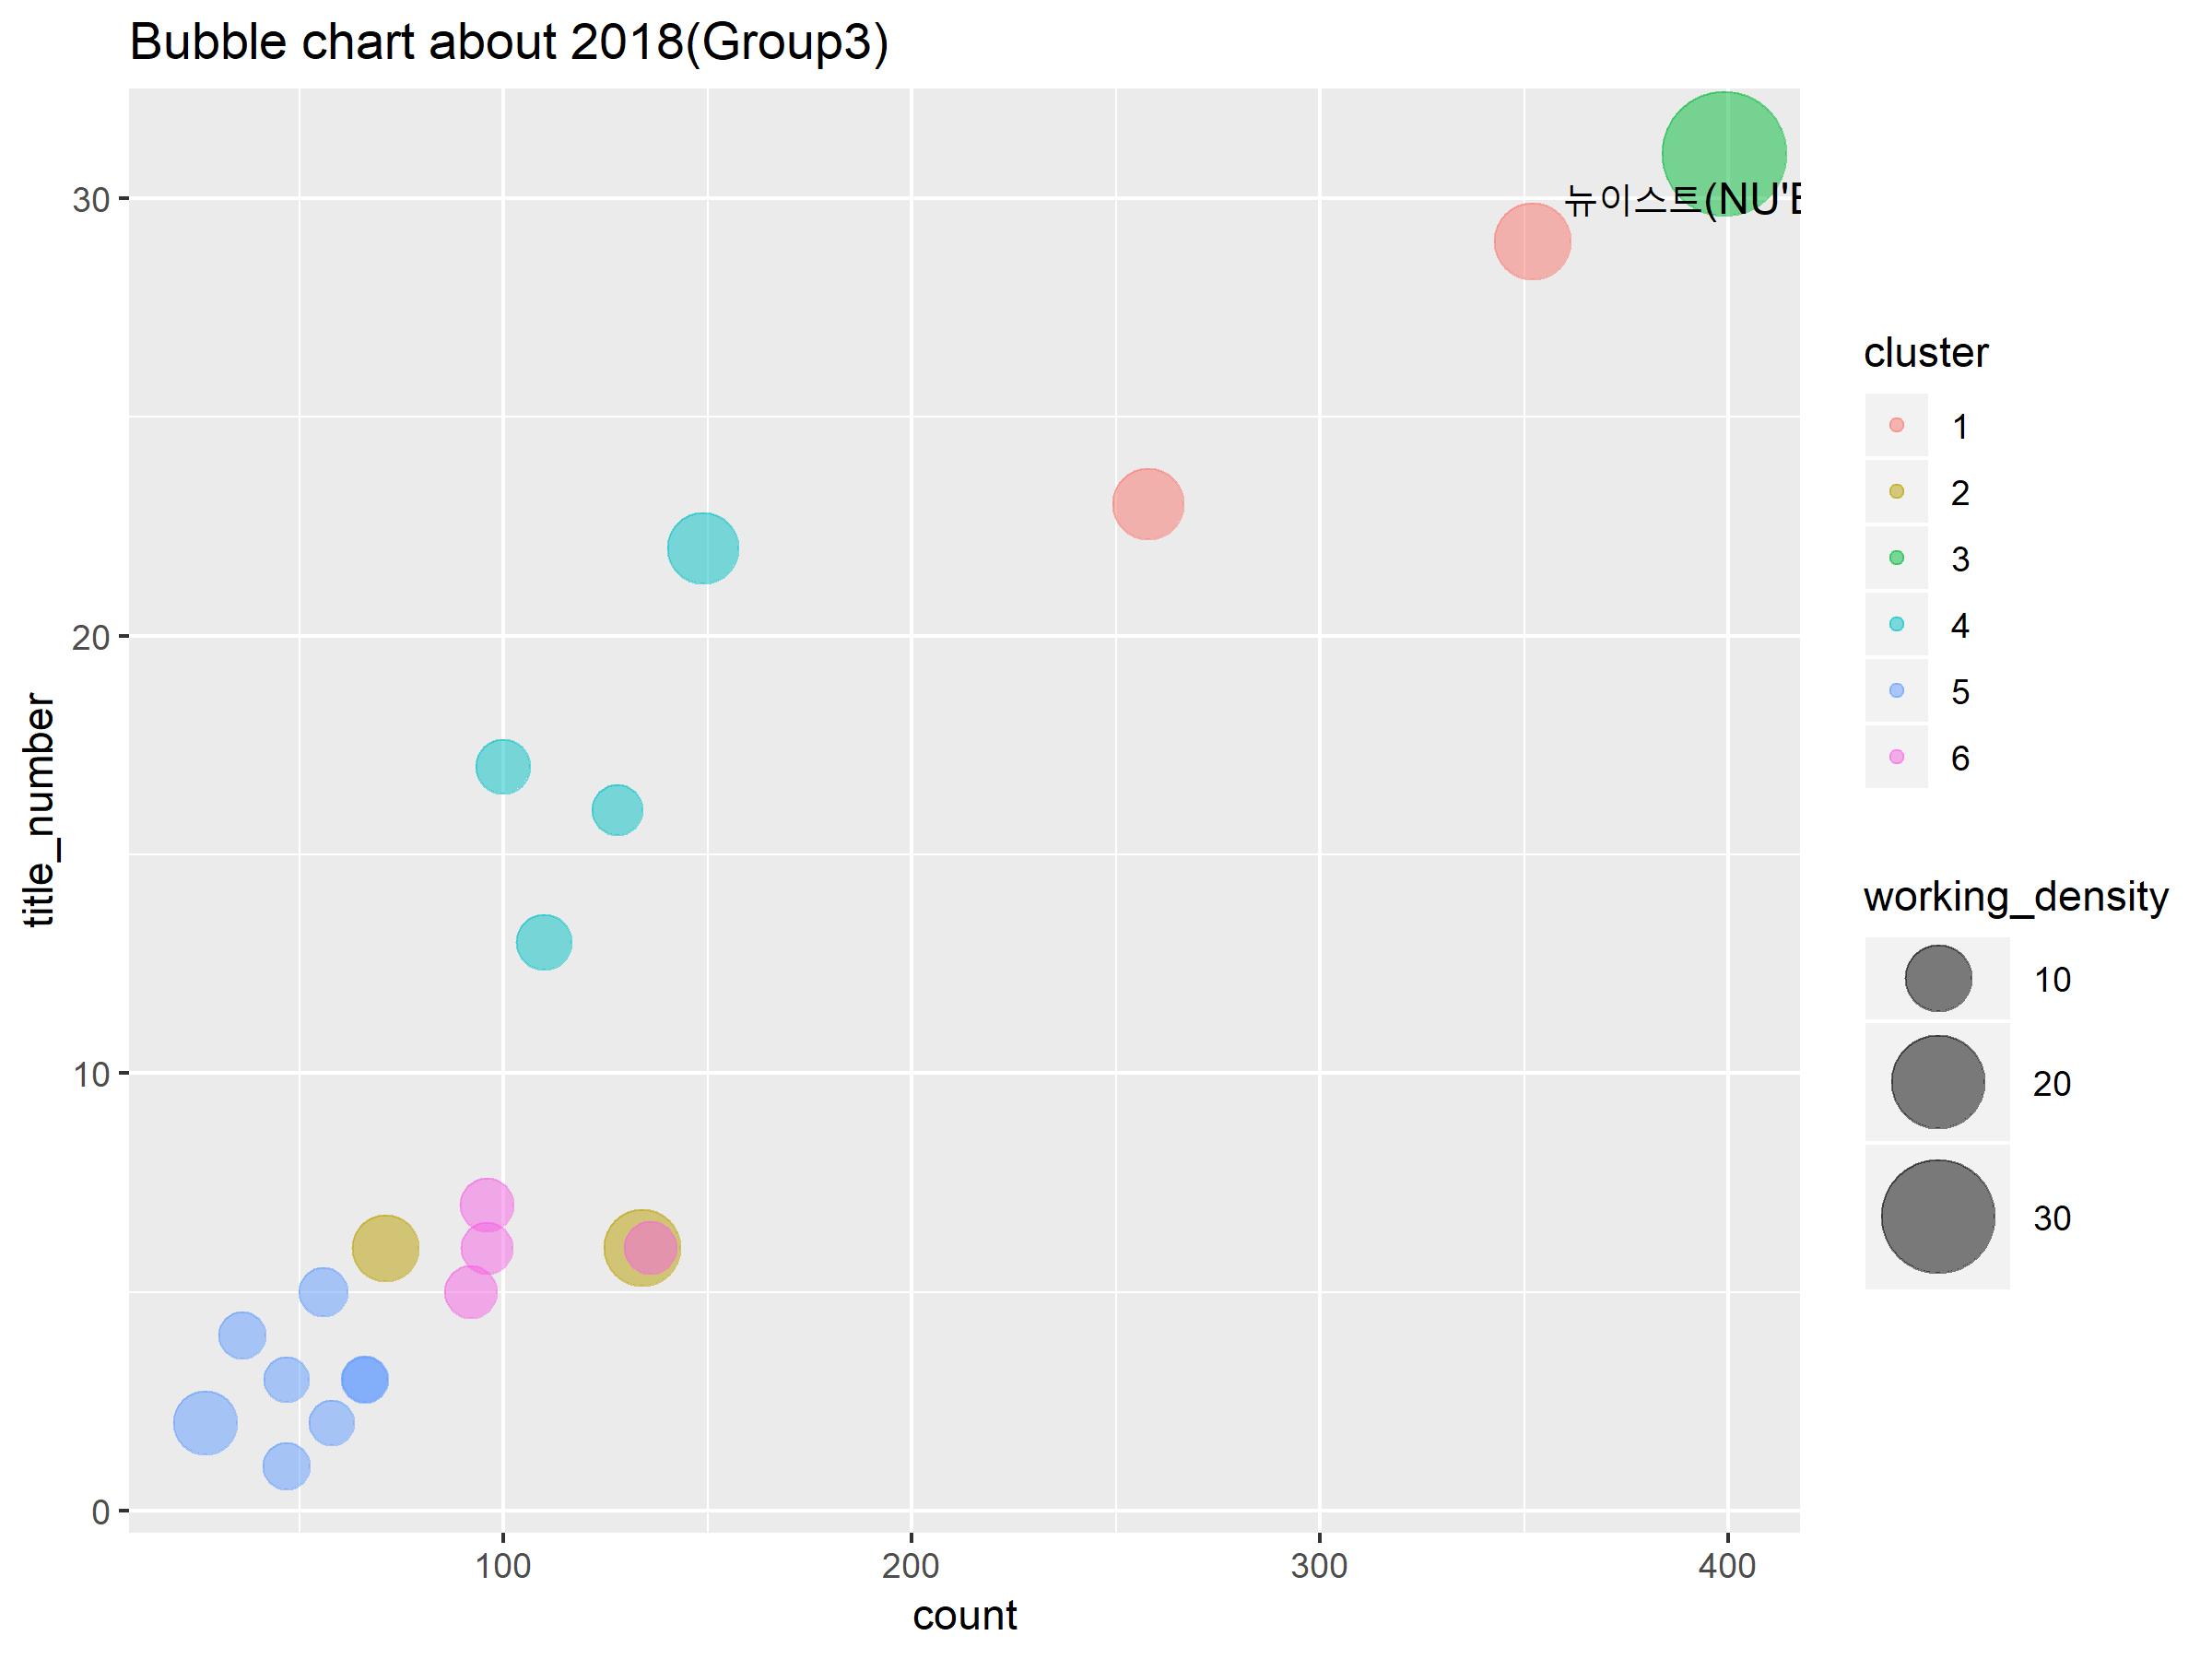 Bubble chart about 2018(Group3)
30
20
10
0
title_number
뉴이스트(NU'E
100
200
300
400
count
cluster
1
2
3
4
5
6
working_density
10
20
30